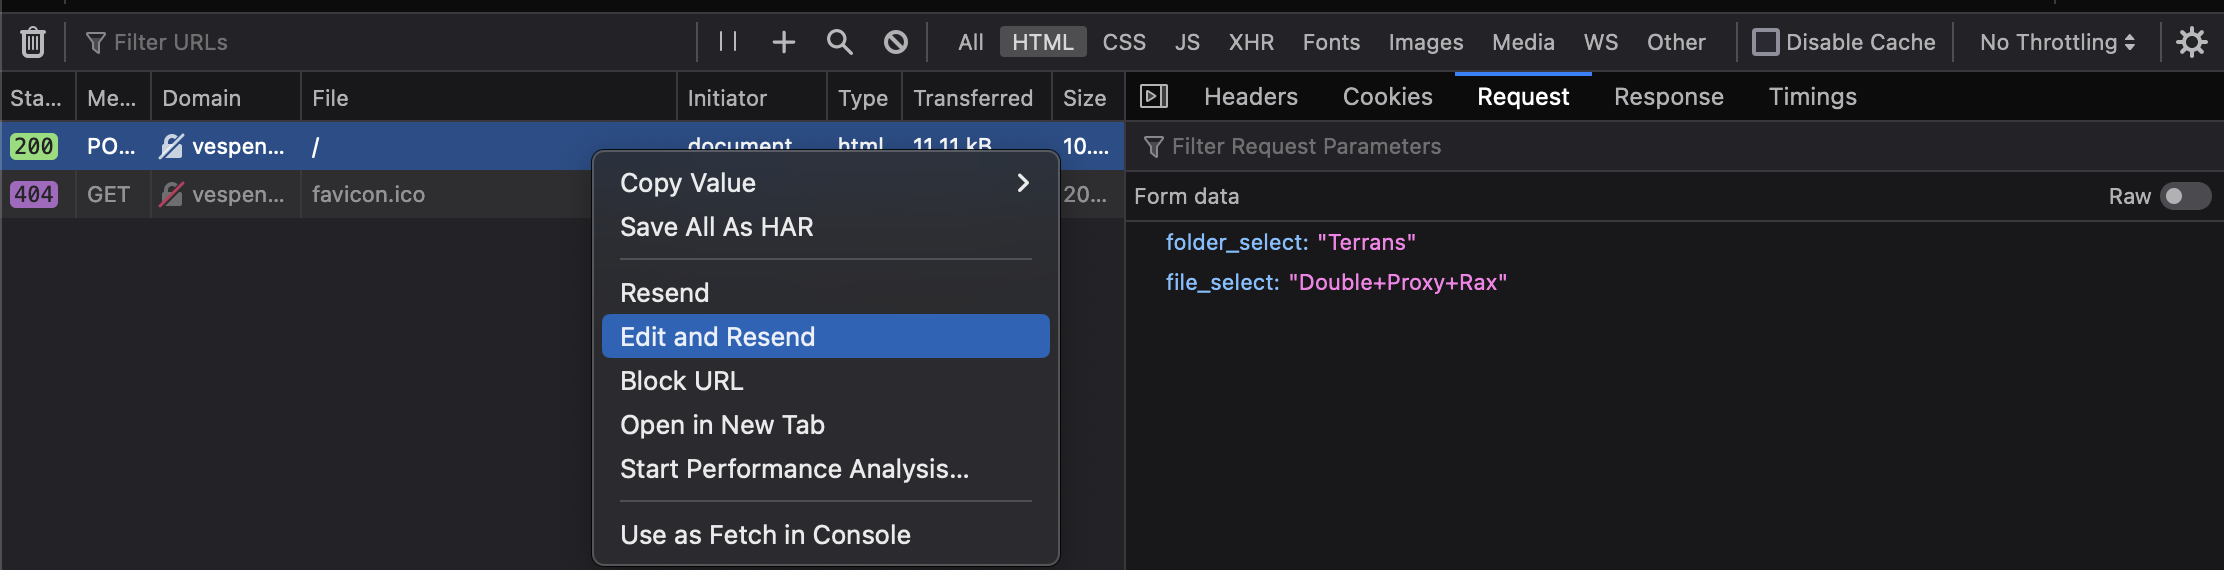 Filter URLs All HTML CSS JS XHR Fonts Images Media WS Other Disable Cache No Throttling
Sta... Me... Domain File Initiator Type Transferred Size
200 PO... vespen... / document html 11.11 kB 10....
404 GET vespen... favicon.ico 20...
Copy Value
Save All As HAR
Resend
Edit and Resend
Block URL
Open in New Tab
Start Performance Analysis...
Use as Fetch in Console
Headers Cookies Request Response Timings
Filter Request Parameters
Form data Raw
folder_select: "Terrans"
file_select: "Double+Proxy+Rax"